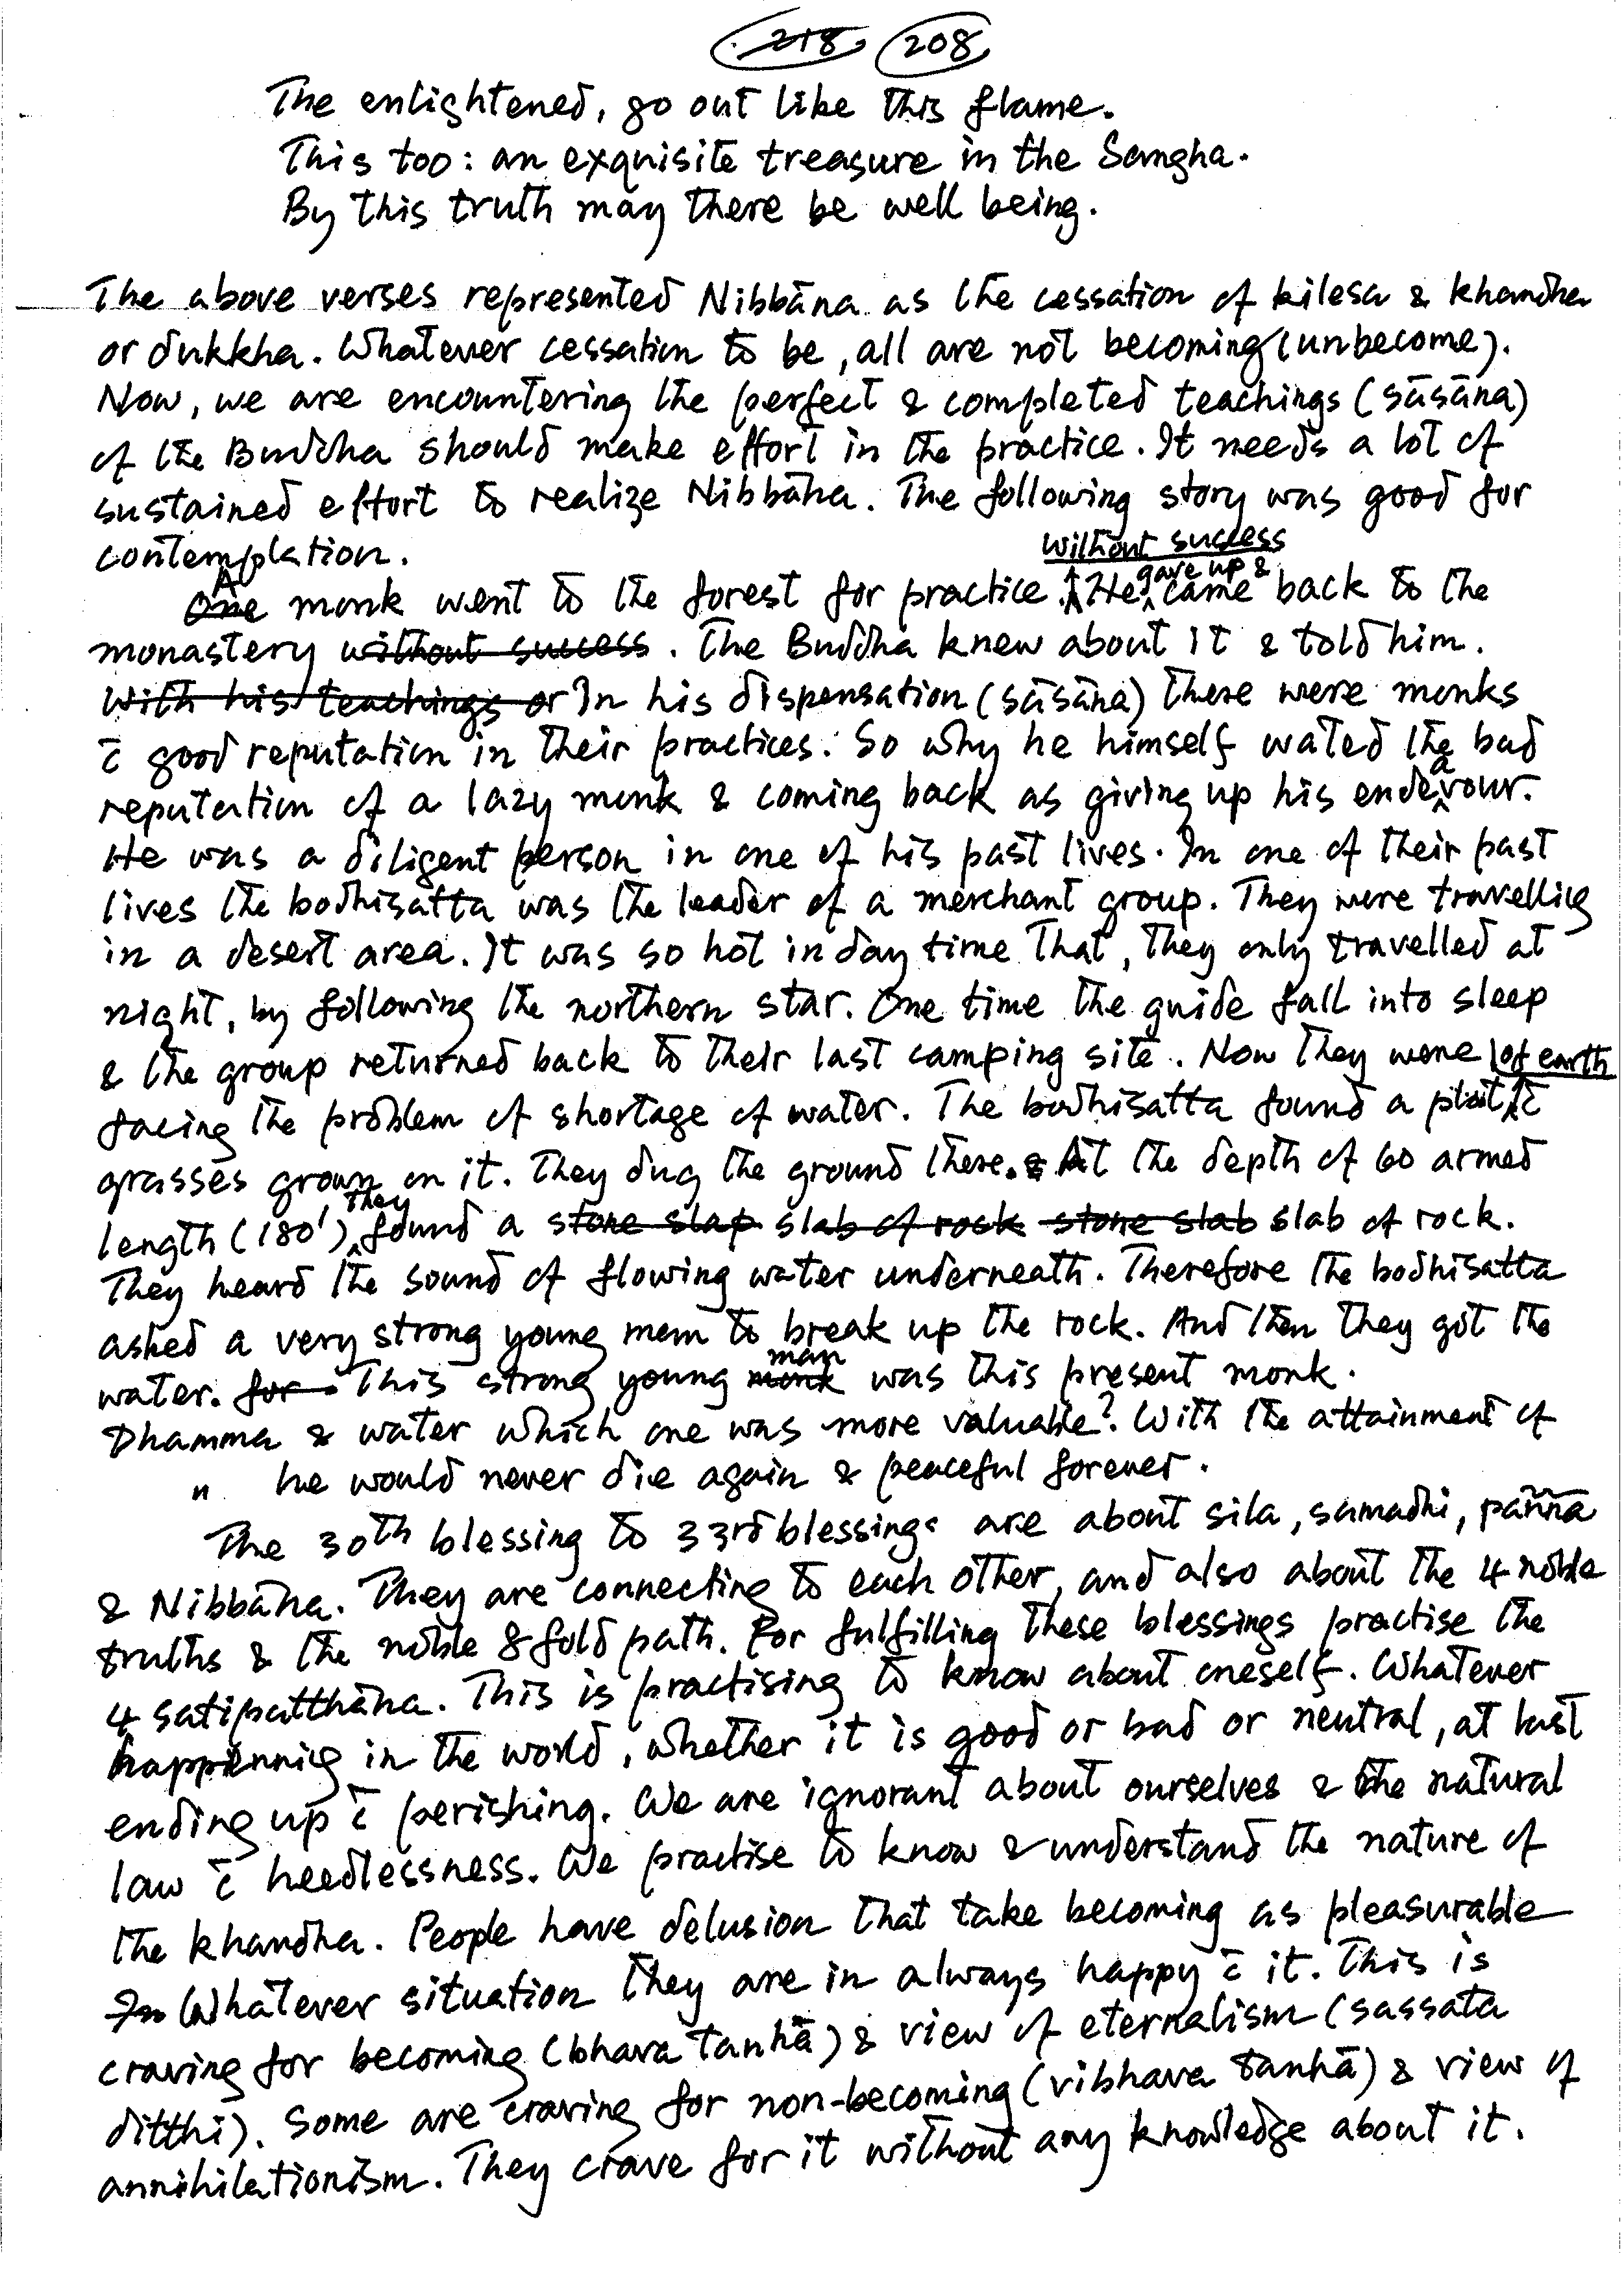 218 208
The enlightened, go out like this flame.
This too: an exquisite treasure in the Sangha.
By this truth may there be well being.
The above verses represented Nibbāna as the cessation of kilesa & khandha
or dukkha. Whatever cessation to be, all are not becoming (unbecome).
Now, we are encountering the perfect & completed teachings (sāsāna)
of the Buddha should make effort in the practice. It needs a lot of
sustained effort to realize Nibbāna. The following story was good for
contemplation.
without success
One A monk went to the forest for practice. He gave up & came back to the
monastery without success. The Buddha knew about it & told him.
With his teachings or In his dispensation (sāsāna) there were monks
c̄ good reputation in their practices. So why he himself wated the bad
reputation of a lazy monk & coming back as giving up his endeavour.
He was a diligent person in one of his past lives. In one of their past
lives the bodhisatta was the leader of a merchant group. They were travelling
in a desert area. It was so hot in day time that, they only travelled at
night, by following the northern star. One time the guide fall into sleep
& the group returned back to their last camping site. Now they were
facing the problem of shortage of water. The bodhisatta found a plot of earth c̄
grasses grown on it. They dug the ground there. & At the depth of 60 armed
length (180') they found a stone slap slab of rock stone slab slab of rock.
They heard the sound of flowing water underneath. Therefore the bodhisatta
asked a very strong young mem to break up the rock. And then they got the
water. for This strong young monk man was this present monk.
Dhamma & water which one was more valuable? With the attainment of
" he would never die again & peaceful forever.
The 30th blessing to 33rd blessings are about sila, samadhi, pañña
& Nibbāna. They are connecting to each other, and also about the 4 noble
truths & the noble 8 fold path. For fulfilling these blessings practise the
4 satipatthāna. This is practising to know about oneself. Whatever
happenning in the world, whether it is good or bad or neutral, at last
ending up c̄ perishing. We are ignorant about ourselves & the natural
law c̄ heedlessness. We practise to know & understand the nature of
the khandha. People have delusion that take becoming as pleasurable
In Whatever situation they are in always happy c̄ it. This is
craving for becoming (bhava tanhā) & view of eternalism (sassata
ditthi). Some are craving for non-becoming (vibhava tanhā) & view of
annihilationism. They crave for it without any knowledge about it.